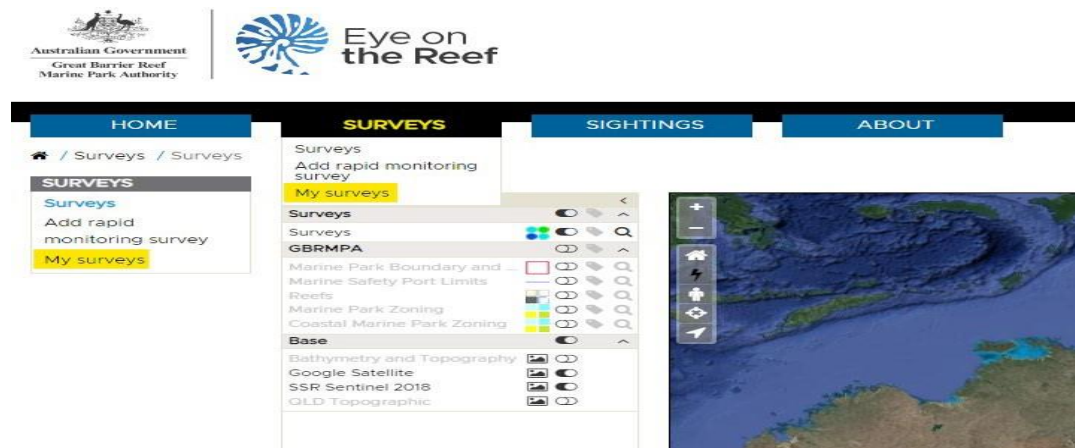 Australian Government
Great Barrier Reef
Marine Park Authority
Eye on
the Reef
HOME
SURVEYS
SIGHTINGS
ABOUT
/ Surveys / Surveys
SURVEYS
Surveys
Add rapid
monitoring survey
My surveys
Surveys
Add rapid monitoring
survey
My surveys
Surveys
Surveys
GBRMPA
Marine Park Boundary and ...
Marine Safety Port Limits
Reefs
Marine Park Zoning
Coastal Marine Park Zoning
Base
Bathymetry and Topography
Google Satellite
SSR Sentinel 2018
QLD Topographic